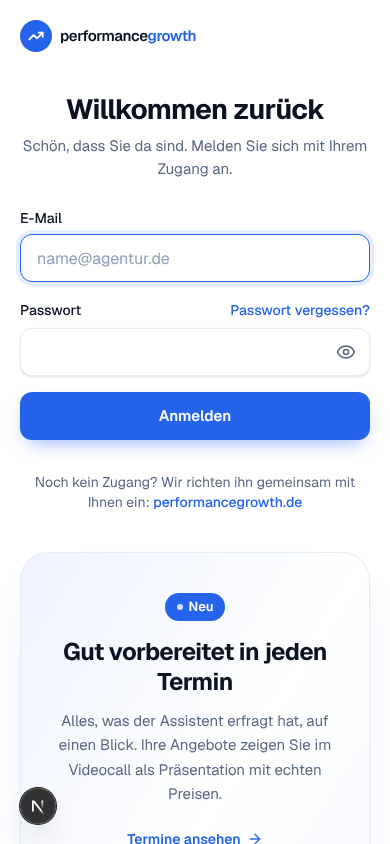 performancegrowth
Willkommen zurück
Schön, dass Sie da sind. Melden Sie sich mit Ihrem
Zugang an.
E-Mail
name@agentur.de
Passwort
Passwort vergessen?
Anmelden
Noch kein Zugang? Wir richten ihn gemeinsam mit
Ihnen ein: performancegrowth.de
Neu
Gut vorbereitet in jeden
Termin
Alles, was der Assistent erfragt hat, auf
einen Blick. Ihre Angebote zeigen Sie im
Videocall als Präsentation mit echten
Preisen.
N
Termine ansehen